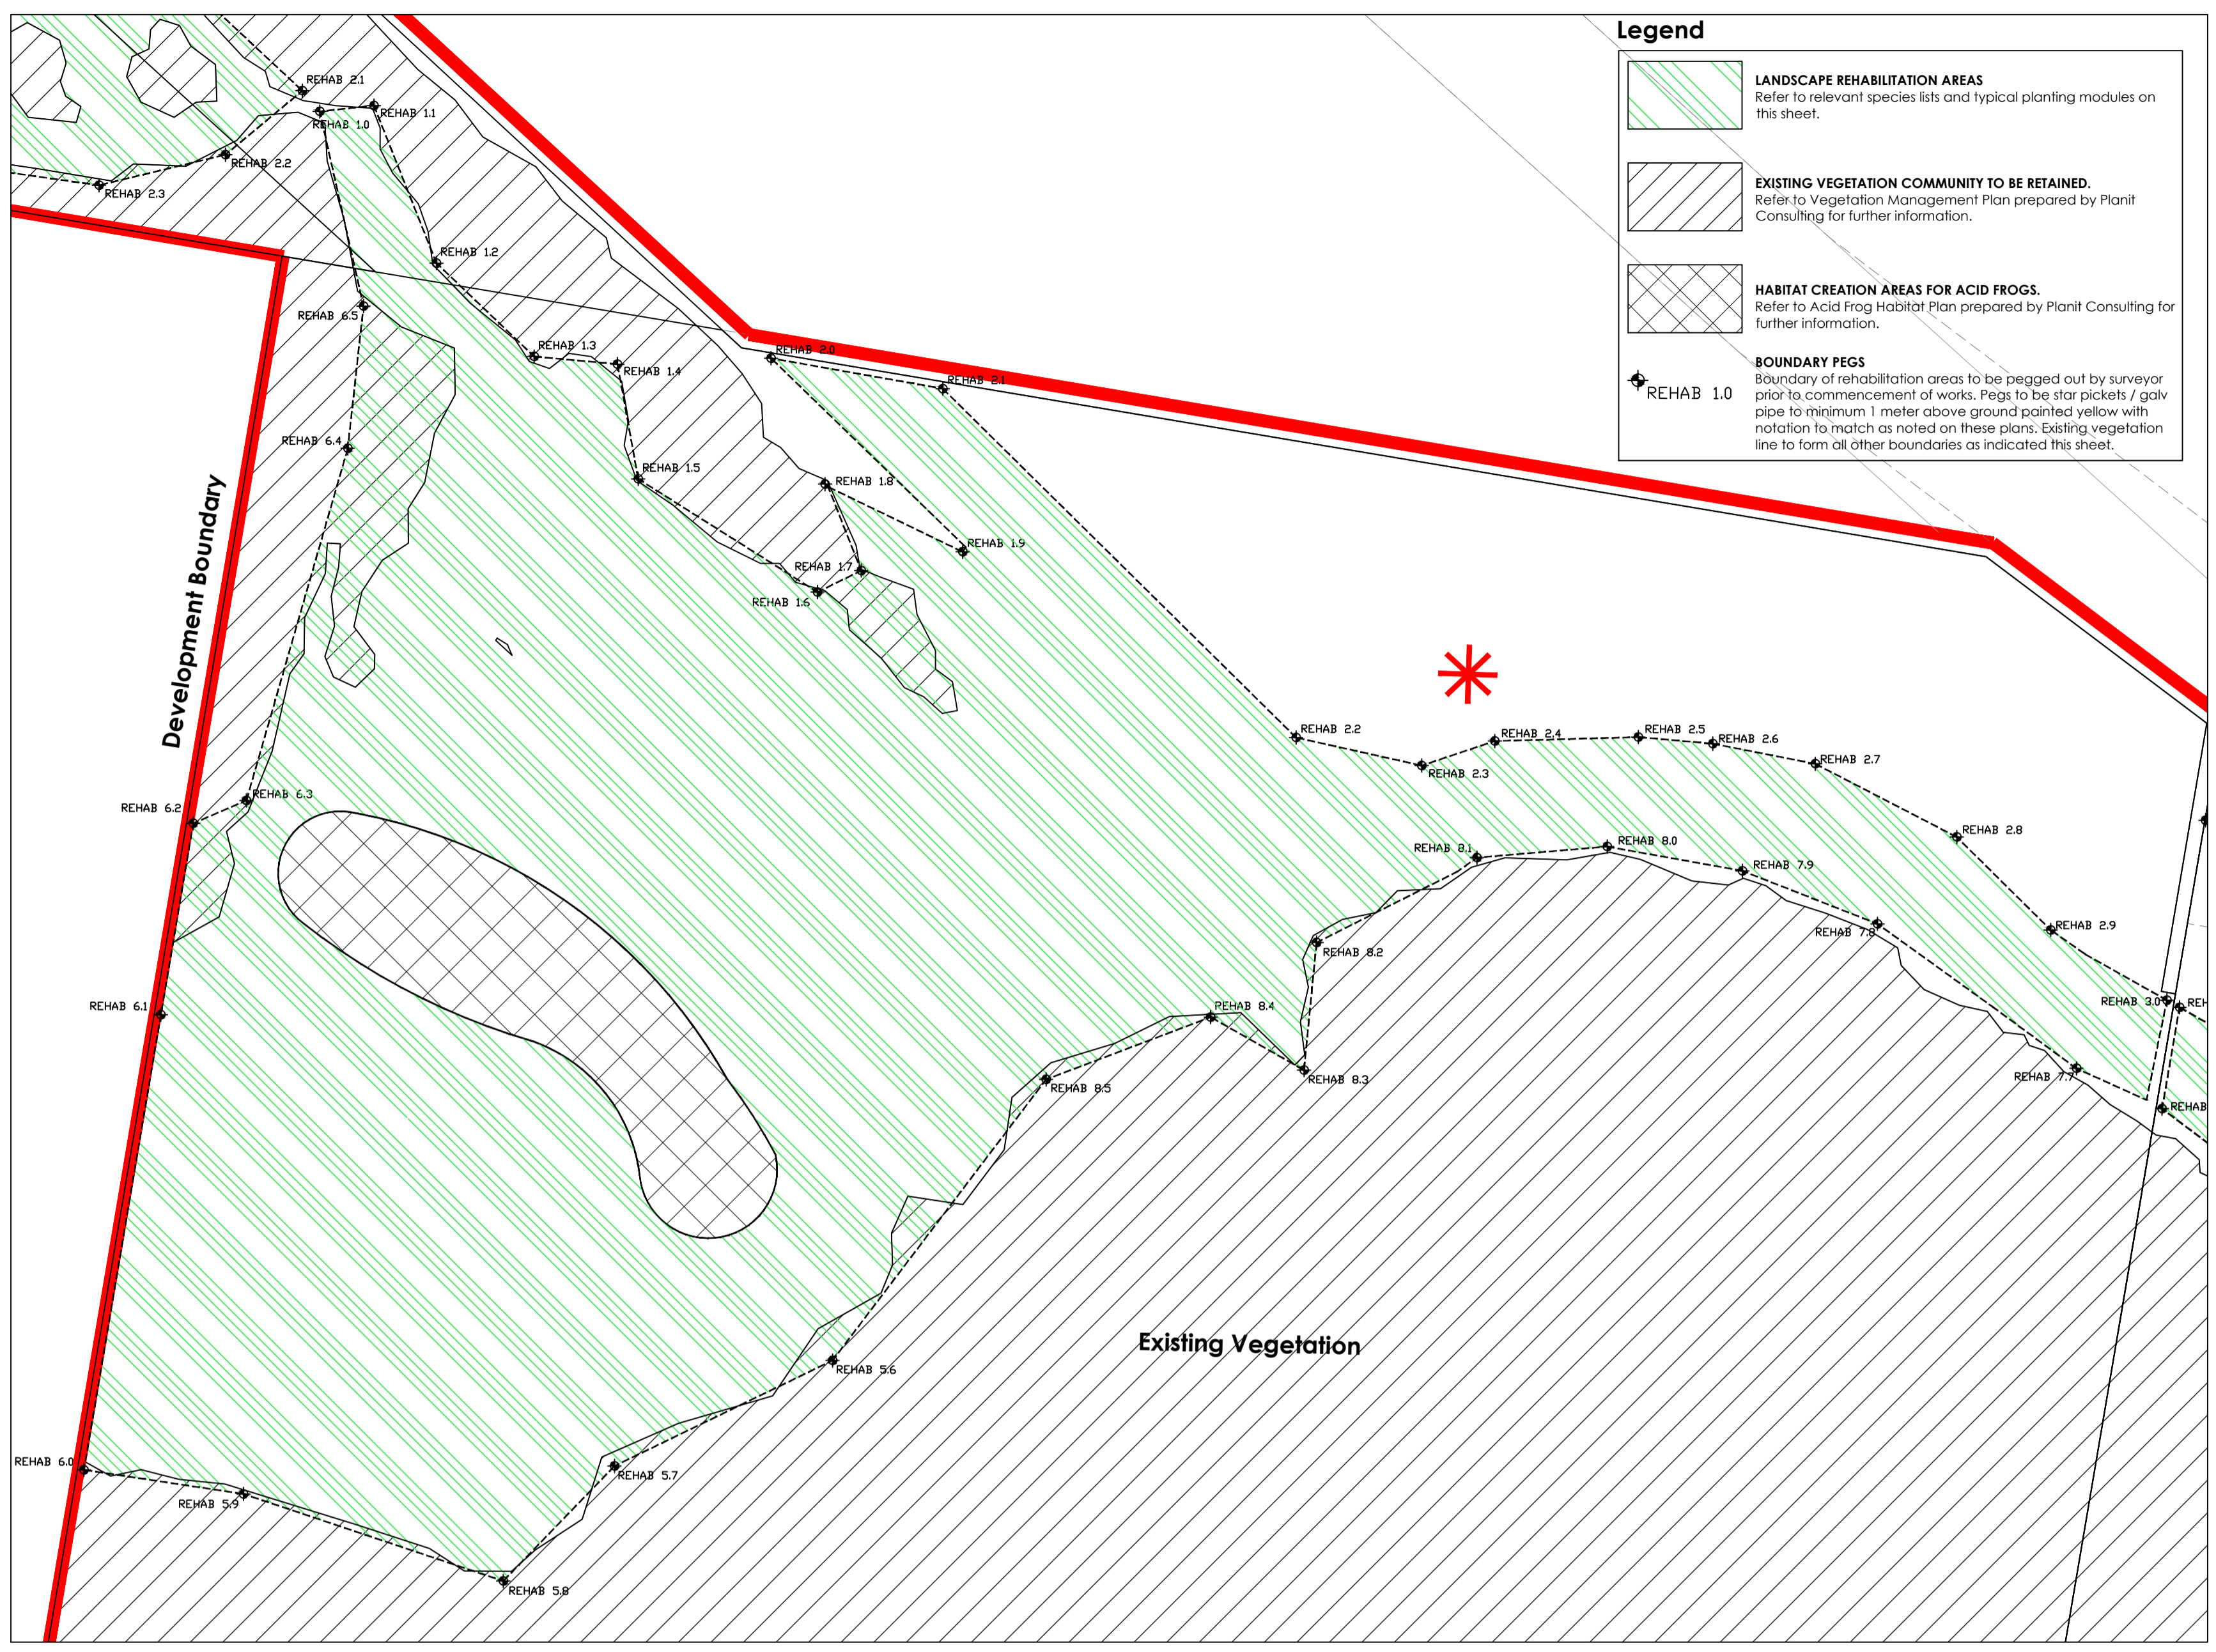 Legend
LANDSCAPE REHABILITATION AREAS
Refer to relevant species lists and typical planting modules on
this sheet.
EXISTING VEGETATION COMMUNITY TO BE RETAINED.
Refer to Vegetation Management Plan prepared by Planit
Consulting for further information.
HABITAT CREATION AREAS FOR ACID FROGS.
Refer to Acid Frog Habitat Plan prepared by Planit Consulting for
further information.
BOUNDARY PEGS
REHAB 1.0
Boundary of rehabilitation areas to be pegged out by surveyor
prior to commencement of works. Pegs to be star pickets / galv
pipe to minimum 1 meter above ground painted yellow with
notation to match as noted on these plans. Existing vegetation
line to form all other boundaries as indicated this sheet.
REHAB 2.1
REHAB 1.1
REHAB 1.0
REHAB 2.2
REHAB 2.3
REHAB 1.2
REHAB 6.5
REHAB 1.3
REHAB 1.4
REHAB 2.0
REHAB 2.1
REHAB 6.4
REHAB 1.5
REHAB 1.8
REHAB 1.9
REHAB 1.7
REHAB 1.6
Development Boundary
REHAB 2.2
REHAB 2.3
REHAB 2.4
REHAB 2.5
REHAB 2.6
REHAB 2.7
REHAB 6.3
REHAB 6.2
REHAB 2.8
REHAB 8.1
REHAB 8.0
REHAB 7.9
REHAB 7.8
REHAB 2.9
REHAB 8.2
REHAB 6.1
REHAB 8.4
REHAB 3.0
REH
REHAB 8.3
REHAB 8.5
REHAB 7.7
REHAB
Existing Vegetation
REHAB 5.6
REHAB 6.0
REHAB 5.7
REHAB 5.9
REHAB 5.8